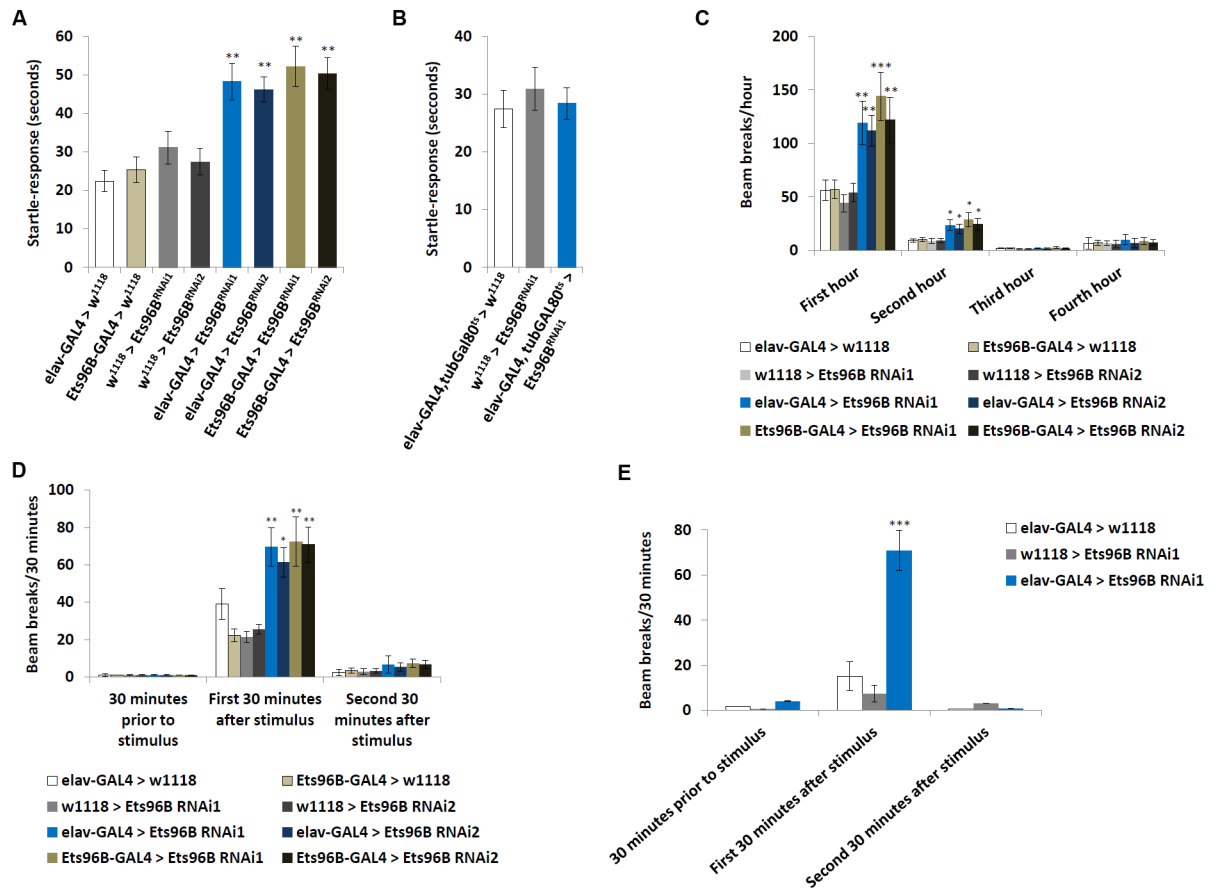 A
Startle-response (seconds)
60
50
40
30
20
10
0
**
**
**
**
elav-GAL4 > w1118
Ets96B-GAL4 > w1118
w1118 > Ets96BRNAi1
w1118 > Ets96BRNAi2
elav-GAL4 > Ets96BRNAi1
elav-GAL4 > Ets96BRNAi2
Ets96B-GAL4 > Ets96BRNAi1
Ets96B-GAL4 > Ets96BRNAi2
B
Startle-response (secconds)
40
30
20
10
0
elav-GAL4,tubGal80ts > w1118
w1118 > Ets96BRNAi1
elav-GAL4, tubGAL80ts >
Ets96BRNAi1
C
Beam breaks/hour
200
150
100
50
0
**
**
***
**
*
*
*
*
First hour
Second hour
Third hour
Fourth hour
elav-GAL4 > w1118
Ets96B-GAL4 > w1118
w1118 > Ets96B RNAi1
w1118 > Ets96B RNAi2
elav-GAL4 > Ets96B RNAi1
elav-GAL4 > Ets96B RNAi2
Ets96B-GAL4 > Ets96B RNAi1
Ets96B-GAL4 > Ets96B RNAi2
D
Beam breaks/30 minutes
100
80
60
40
20
0
**
*
**
**
30 minutes
prior to
stimulus
First 30 minutes
after stimulus
Second 30
minutes after
stimulus
elav-GAL4 > w1118
Ets96B-GAL4 > w1118
w1118 > Ets96B RNAi1
w1118 > Ets96B RNAi2
elav-GAL4 > Ets96B RNAi1
elav-GAL4 > Ets96B RNAi2
Ets96B-GAL4 > Ets96B RNAi1
Ets96B-GAL4 > Ets96B RNAi2
E
Beam breaks/30 minutes
80
60
40
20
0
***
30 minutes prior to stimulus
First 30 minutes after stimulus
Second 30 minutes after stimulus
elav-GAL4 > w1118
w1118 > Ets96B RNAi1
elav-GAL4 > Ets96B RNAi1